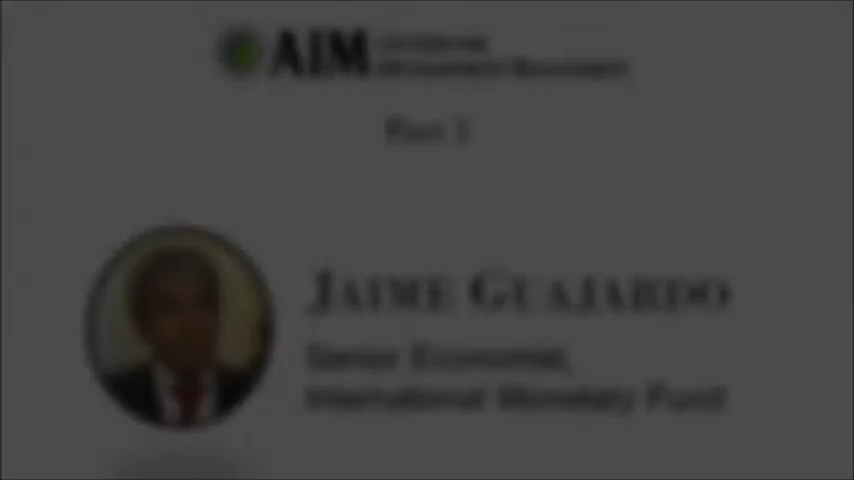 AIM
Part 1
JAIME GUAJARDO
Senior Economist,
International Monetary Fund